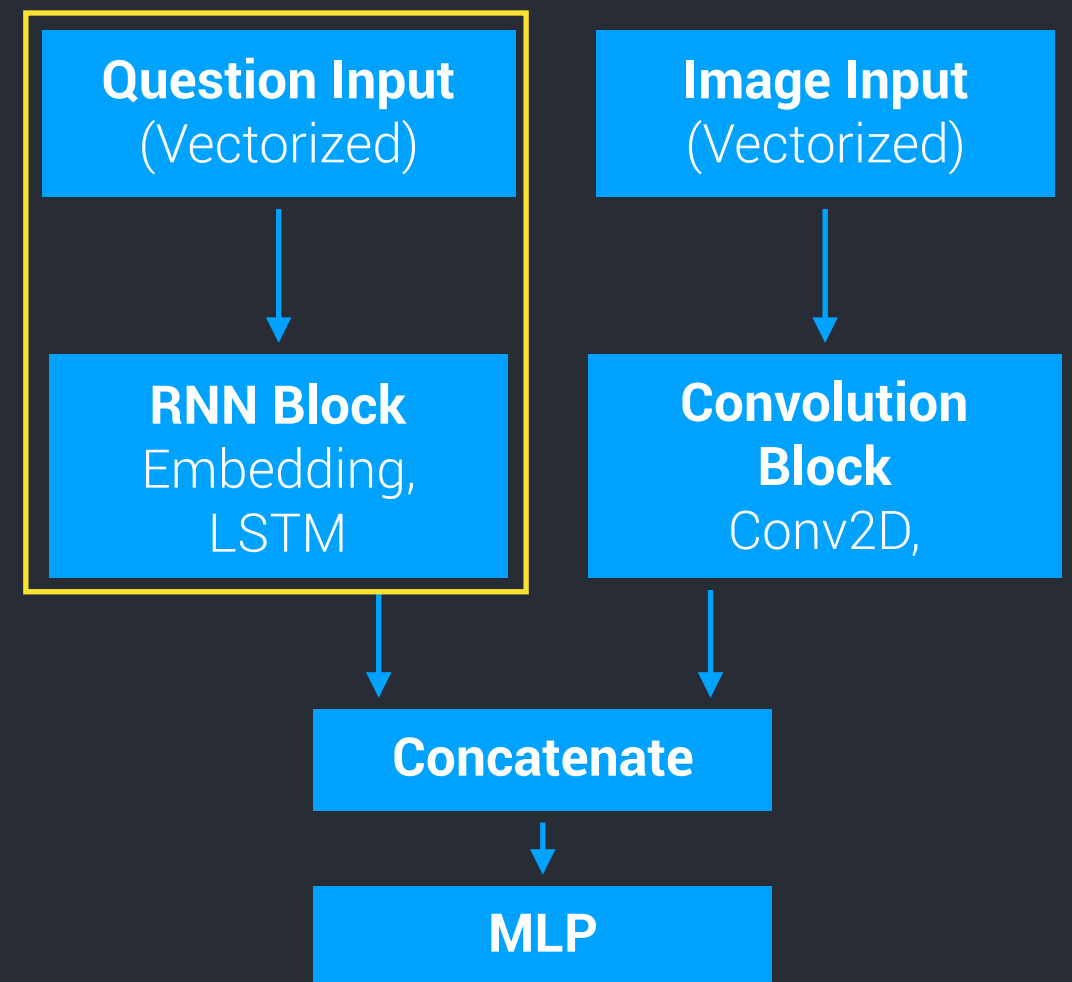 Question Input
(Vectorized)
Image Input
(Vectorized)
RNN Block
Embedding,
LSTM
Convolution
Block
Conv2D,
Concatenate
MLP